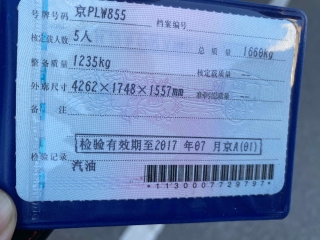 号牌号码 京PLW855 档案编号
核定载人数 5人 总质量 1660kg
整备质量 1235kg 核定载质量 --
外廓尺寸 4262×1748×1557mm 准牵引总质量 --
备注
检验有效期至2017 年07 月京A(01)
检验记录
汽油
*1130007729797*